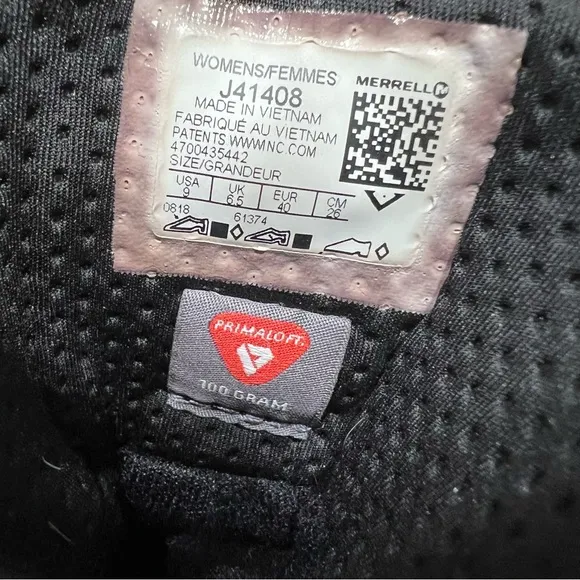 WOMENS/FEMMES
MERRELL
J41408
MADE IN VIETNAM
FABRIQUÉ AU VIETNAM
PATENTS WWW.NC.COM
4700435442
SIZE/GRANDEUR
USA UK EUR CM
9 6.5 40 26
0818 61374
PRIMALOFT
100 GRAM